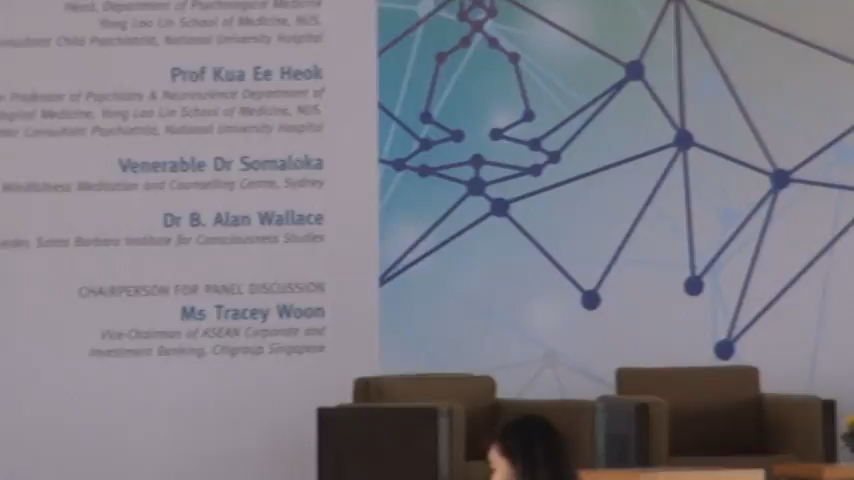 Head, Department of Psychological Medicine
Yong Loo Lin School of Medicine, NUS.
Consultant Child Psychiatrist, National University Hospital
Prof Kua Ee Heok
Professor of Psychiatry & Neuroscience Department of
Medicine, Yong Loo Lin School of Medicine, NUS.
Consultant Psychiatrist, National University Hospital
Venerable Dr Somaloka
Mindfulness Meditation and Counselling Centre, Sydney
Dr B. Alan Wallace
Santa Barbara Institute for Consciousness Studies
CHAIRPERSON FOR PANEL DISCUSSION
Ms Tracey Woon
Vice-Chairman of ASEAN Corporate and
Investment Banking, Citigroup Singapore